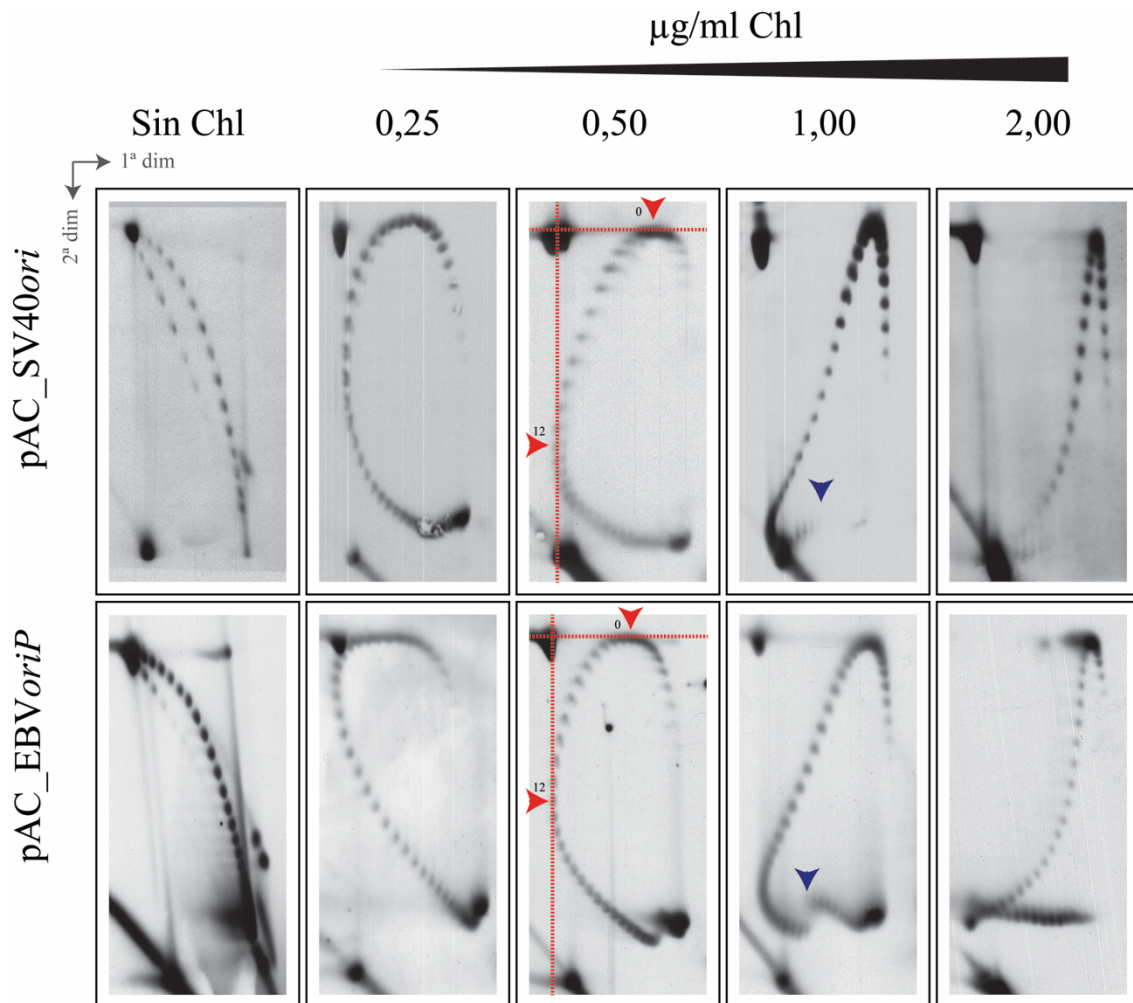 µg/ml Chl
Sin Chl 0,25 0,50 1,00 2,00
1ª dim
2ª dim
pAC_SV40ori
0
12
pAC_EBVoriP
0
12